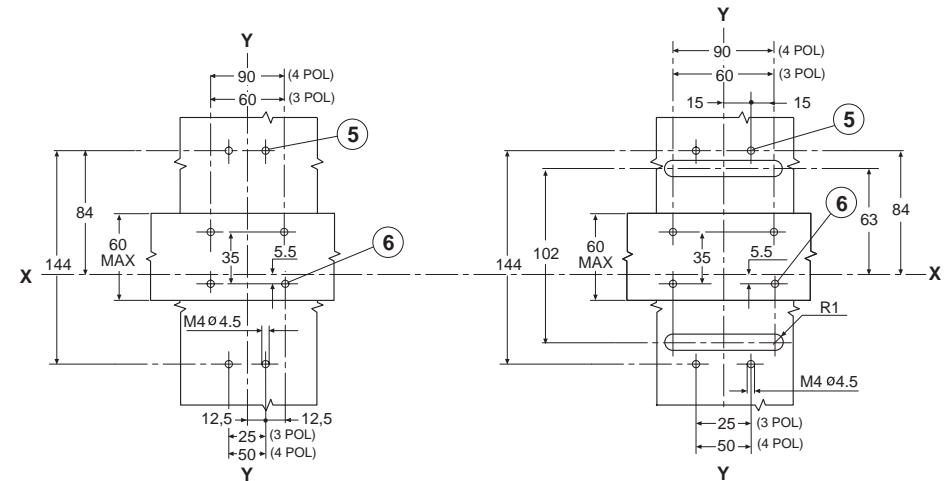 Y
90 (4 POL)
60 (3 POL)
5
84
60
MAX
144
35
5.5
6
X
M4 ø 4.5
12,5 12,5
25 (3 POL)
50 (4 POL)
Y
Y
90 (4 POL)
60 (3 POL)
15 15
5
63
84
102
60
MAX
144
35
5.5
6
X
R1
M4 ø4.5
25 (3 POL)
50 (4 POL)
Y